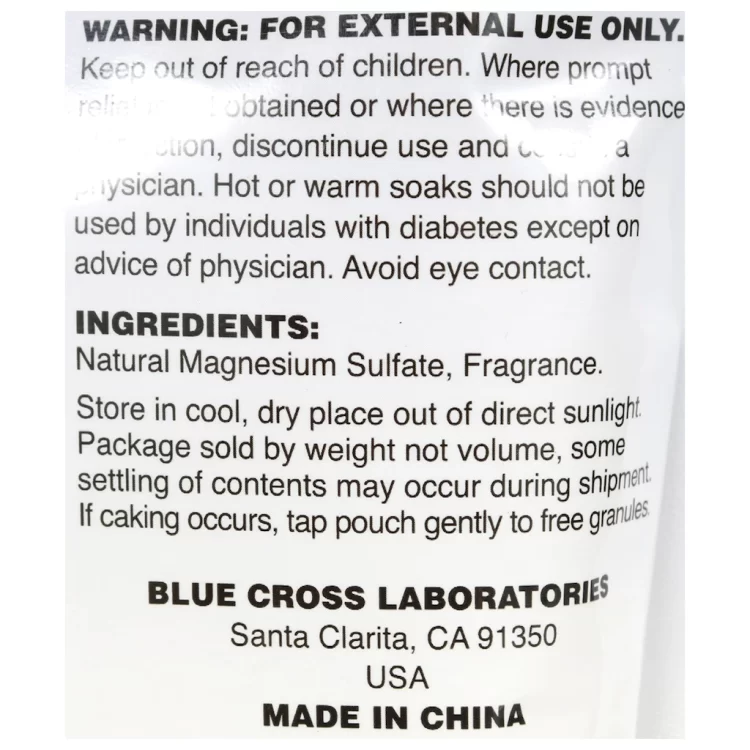 WARNING: FOR EXTERNAL USE ONLY.
Keep out of reach of children. Where prompt
obtained or where there is evidence
discontinue use and a
physician. Hot or warm soaks should not be
used by individuals with diabetes except on
advice of physician. Avoid eye contact.
INGREDIENTS:
Natural Magnesium Sulfate, Fragrance.
Store in cool, dry place out of direct sunlight.
Package sold by weight not volume, some
settling of contents may occur during shipment.
If caking occurs, tap pouch gently to free granules.
BLUE CROSS LABORATORIES
Santa Clarita, CA 91350
USA
MADE IN CHINA